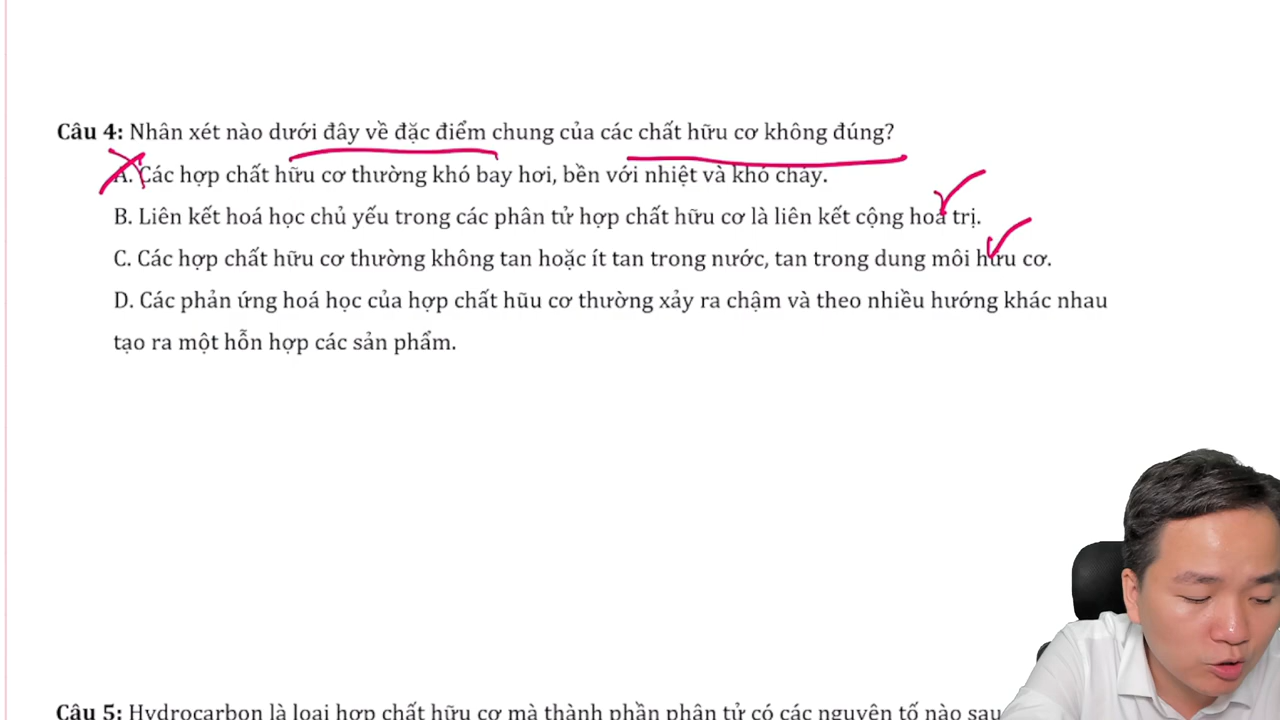 Câu 4: Nhân xét nào dưới đây về đặc điểm chung của các chất hữu cơ không đúng?
A. Các hợp chất hữu cơ thường khó bay hơi, bền với nhiệt và khó cháy.
B. Liên kết hoá học chủ yếu trong các phân tử hợp chất hữu cơ là liên kết cộng hoá trị.
C. Các hợp chất hữu cơ thường không tan hoặc ít tan trong nước, tan trong dung môi hữu cơ.
D. Các phản ứng hoá học của hợp chất hũu cơ thường xảy ra chậm và theo nhiều hướng khác nhau
tạo ra một hỗn hợp các sản phẩm.
Câu 5: Hydrocarbon là loại hợp chất hữu cơ mà thành phần phân tử có các nguyên tố nào sau